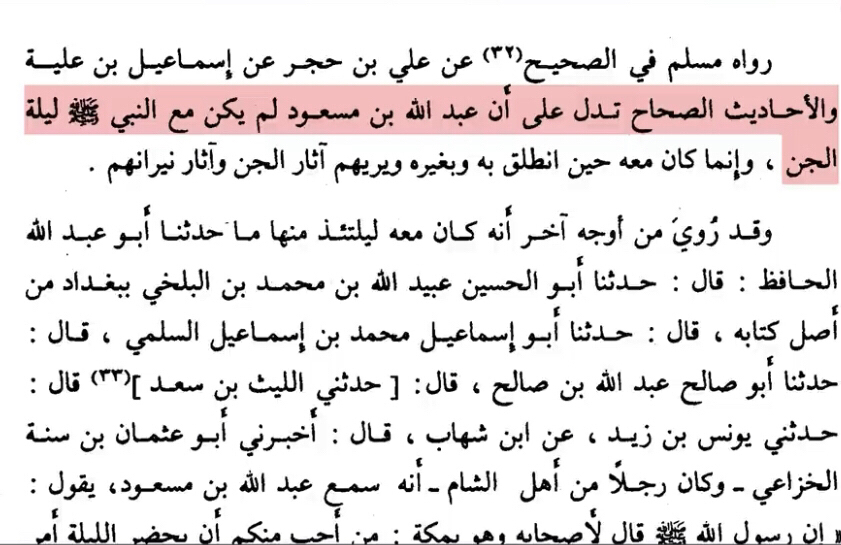 رواه مسلم في الصحيح(٣٢) عن علي بن حجر عن إسماعيل بن علية
والأحاديث الصحاح تدل على أن عبد الله بن مسعود لم يكن مع النبي ﷺ ليلة
الجن ، وإنما كان معه حين انطلق به وبغيره ويريهم آثار الجن وآثار نيرانهم .
وقد رُويَ من أوجه آخر أنه كان معه ليلتئذ منها ما حدثنا أبو عبد الله
الحافظ : قال : حدثنا أبو الحسين عبيد الله بن محمد بن البلخي ببغداد من
أصل كتابه ، قال : حدثنا أبو إسماعيل محمد بن إسماعيل السلمي ، قال :
حدثنا أبو صالح عبد الله بن صالح ، قال: [ حدثني الليث بن سعد ](٣٣) قال :
حدثني يونس بن زيد ، عن ابن شهاب ، قال : أخبرني أبو عثمان بن سنة
الخزاعي ـ وكان رجلاً من أهل الشام ـ أنه سمع عبد الله بن مسعود، يقول :
« إن رسول الله ﷺ قال لأصحابه وهو بمكة : من أحب منكم أن يحضر الليلة أمر